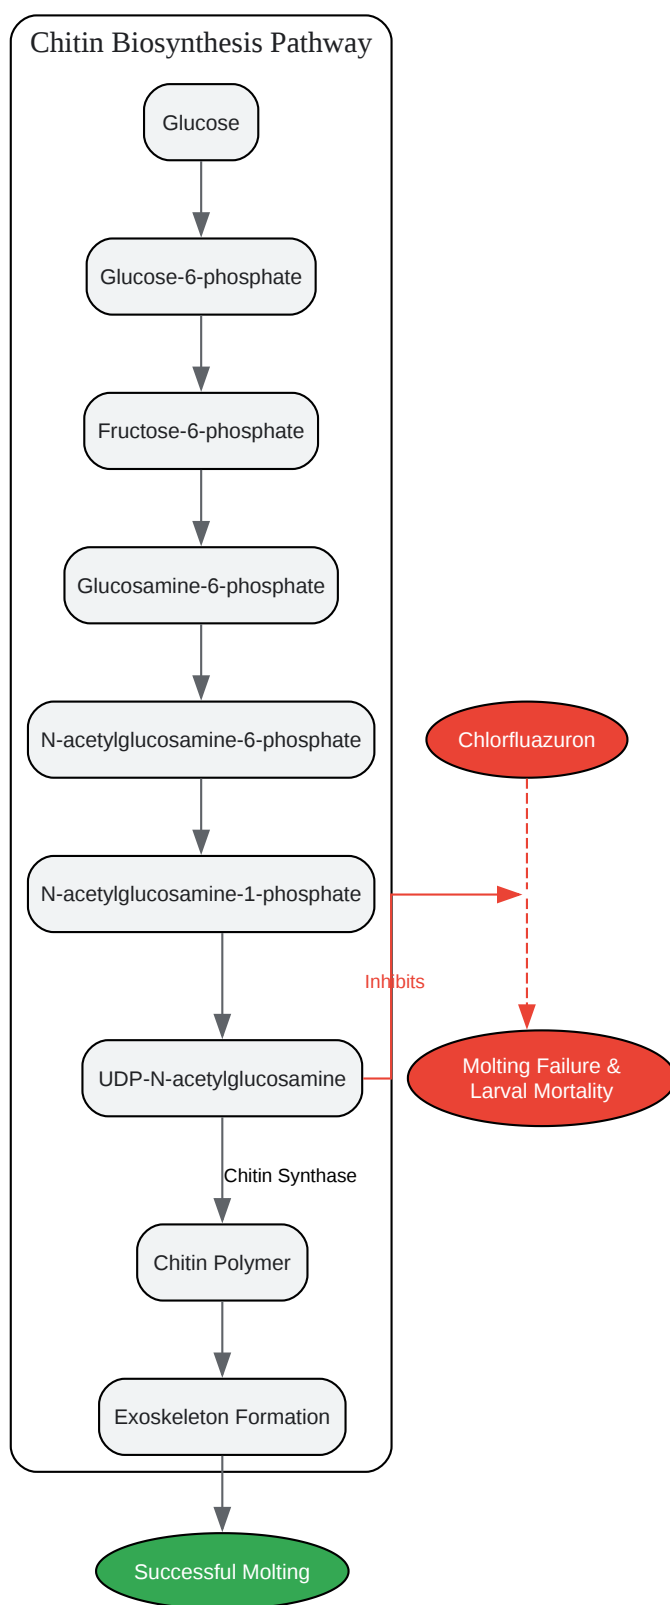 Chitin Biosynthesis Pathway
Glucose
Glucose-6-phosphate
Fructose-6-phosphate
Glucosamine-6-phosphate
N-acetylglucosamine-6-phosphate
Chlorfluazuron
N-acetylglucosamine-1-phosphate
Inhibits
UDP-N-acetylglucosamine
Molting Failure &
Larval Mortality
Chitin Synthase
Chitin Polymer
Exoskeleton Formation
Successful Molting